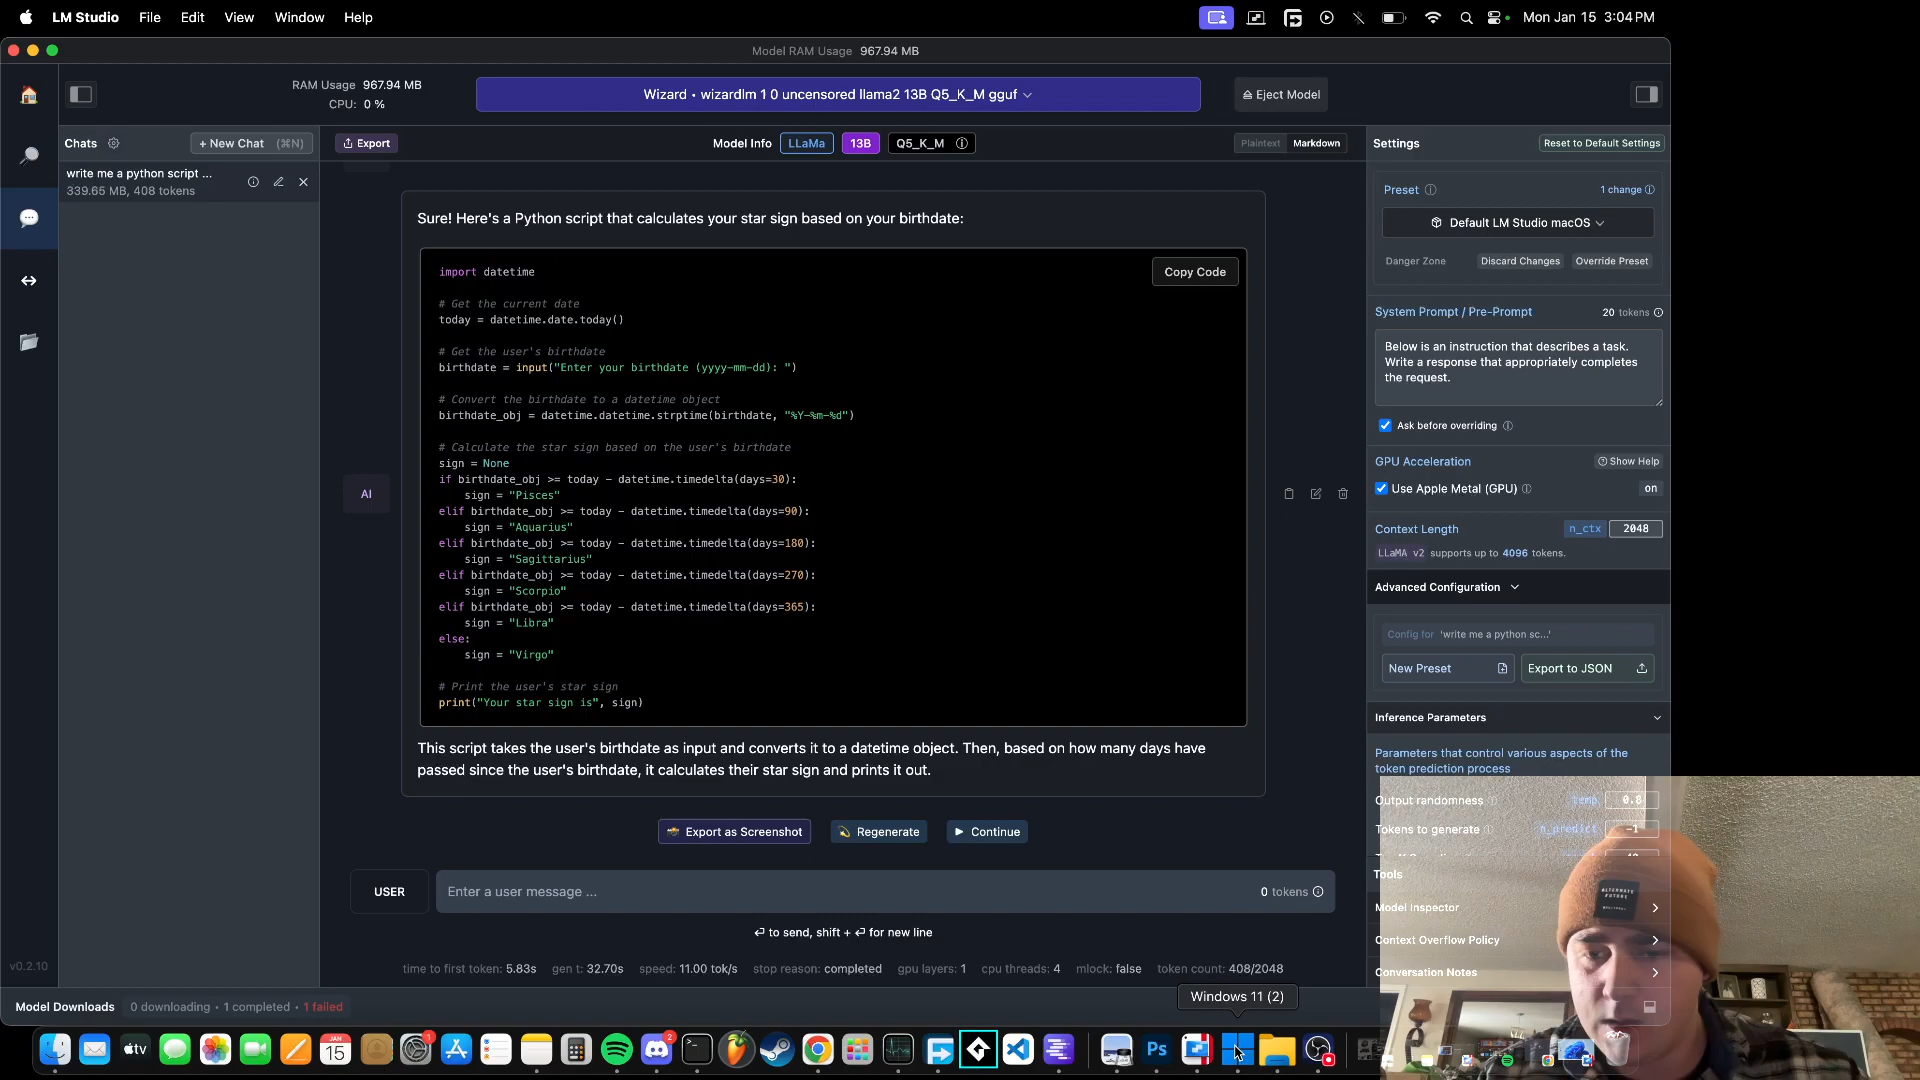 LM Studio File Edit View Window Help
Mon Jan 15 3:04 PM
Model RAM Usage 967.94 MB
RAM Usage 967.94 MB
CPU: 0 %
Wizard • wizardlm 1 0 uncensored llama2 13B Q5_K_M gguf
Eject Model
Chats
+ New Chat (⌘N)
Export
Model Info LLaMa 13B Q5_K_M
Plaintext Markdown
Settings
Reset to Default Settings
write me a python script ...
339.65 MB, 408 tokens
Sure! Here's a Python script that calculates your star sign based on your birthdate:
Copy Code
import datetime
# Get the current date
today = datetime.date.today()
# Get the user's birthdate
birthdate = input("Enter your birthdate (yyyy-mm-dd): ")
# Convert the birthdate to a datetime object
birthdate_obj = datetime.datetime.strptime(birthdate, "%Y-%m-%d")
# Calculate the star sign based on the user's birthdate
sign = None
if birthdate_obj >= today - datetime.timedelta(days=30):
sign = "Pisces"
elif birthdate_obj >= today - datetime.timedelta(days=90):
sign = "Aquarius"
elif birthdate_obj >= today - datetime.timedelta(days=180):
sign = "Sagittarius"
elif birthdate_obj >= today - datetime.timedelta(days=270):
sign = "Scorpio"
elif birthdate_obj >= today - datetime.timedelta(days=365):
sign = "Libra"
else:
sign = "Virgo"
# Print the user's star sign
print("Your star sign is", sign)
AI
This script takes the user's birthdate as input and converts it to a datetime object. Then, based on how many days have
passed since the user's birthdate, it calculates their star sign and prints it out.
Export as Screenshot
Regenerate
Continue
USER
Enter a user message ...
0 tokens
⏎ to send, shift + ⏎ for new line
time to first token: 5.83s gen t: 32.70s speed: 11.00 tok/s stop reason: completed gpu layers: 1 cpu threads: 4 mlock: false token count: 408/2048
Preset
1 change
Default LM Studio macOS
Danger Zone Discard Changes Override Preset
System Prompt / Pre-Prompt
20 tokens
Below is an instruction that describes a task.
Write a response that appropriately completes
the request.
Ask before overriding
GPU Acceleration
Show Help
Use Apple Metal (GPU)
on
Context Length
n_ctx 2048
LLaMA v2 supports up to 4096 tokens.
Advanced Configuration
Config for 'write me a python sc...'
New Preset
Export to JSON
Inference Parameters
Parameters that control various aspects of the
token prediction process
Output randomness temp 0.8
Tokens to generate n_predict -1
Tools
Model Inspector
Context Overflow Policy
Conversation Notes
ALTERNATE
FUTURE
v0.2.10
Windows 11 (2)
Model Downloads 0 downloading • 1 completed • 1 failed
tv
JAN
15
1
2
Ps